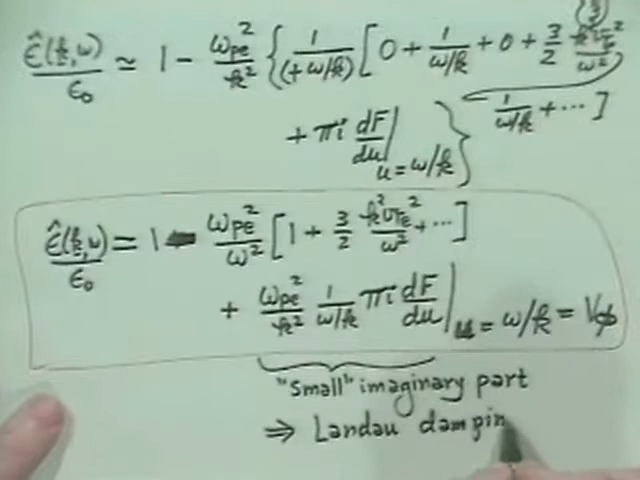 ε̂(k,ω)/ε₀ ≃ 1 - ωpe²/k² { 1/(+ω/k) [ 0 + 1/(ω/k) + 0 + 3/2 k²vTe²/ω²
1/(ω/k) + ⋯ ]
+ πi dF/du |u = ω/k }
ε̂(k,ω)/ε₀ = 1 - ωpe²/ω² [ 1 + 3/2 k²vTe²/ω² + ⋯ ]
+ ωpe²/k² 1/(ω/k) πi dF/du |u = ω/k = Vφ
"Small" imaginary part
⇒ Landau dampin